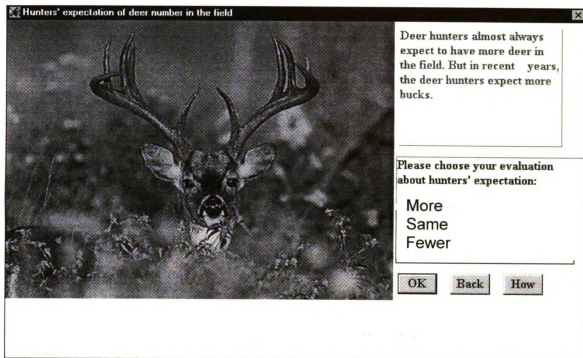 Hunters' expectation of deer number in the field
Deer hunters almost always
expect to have more deer in
the field. But in recent years,
the deer hunters expect more
bucks.
Please choose your evaluation
about hunters' expectation:
More
Same
Fewer
OK Back How